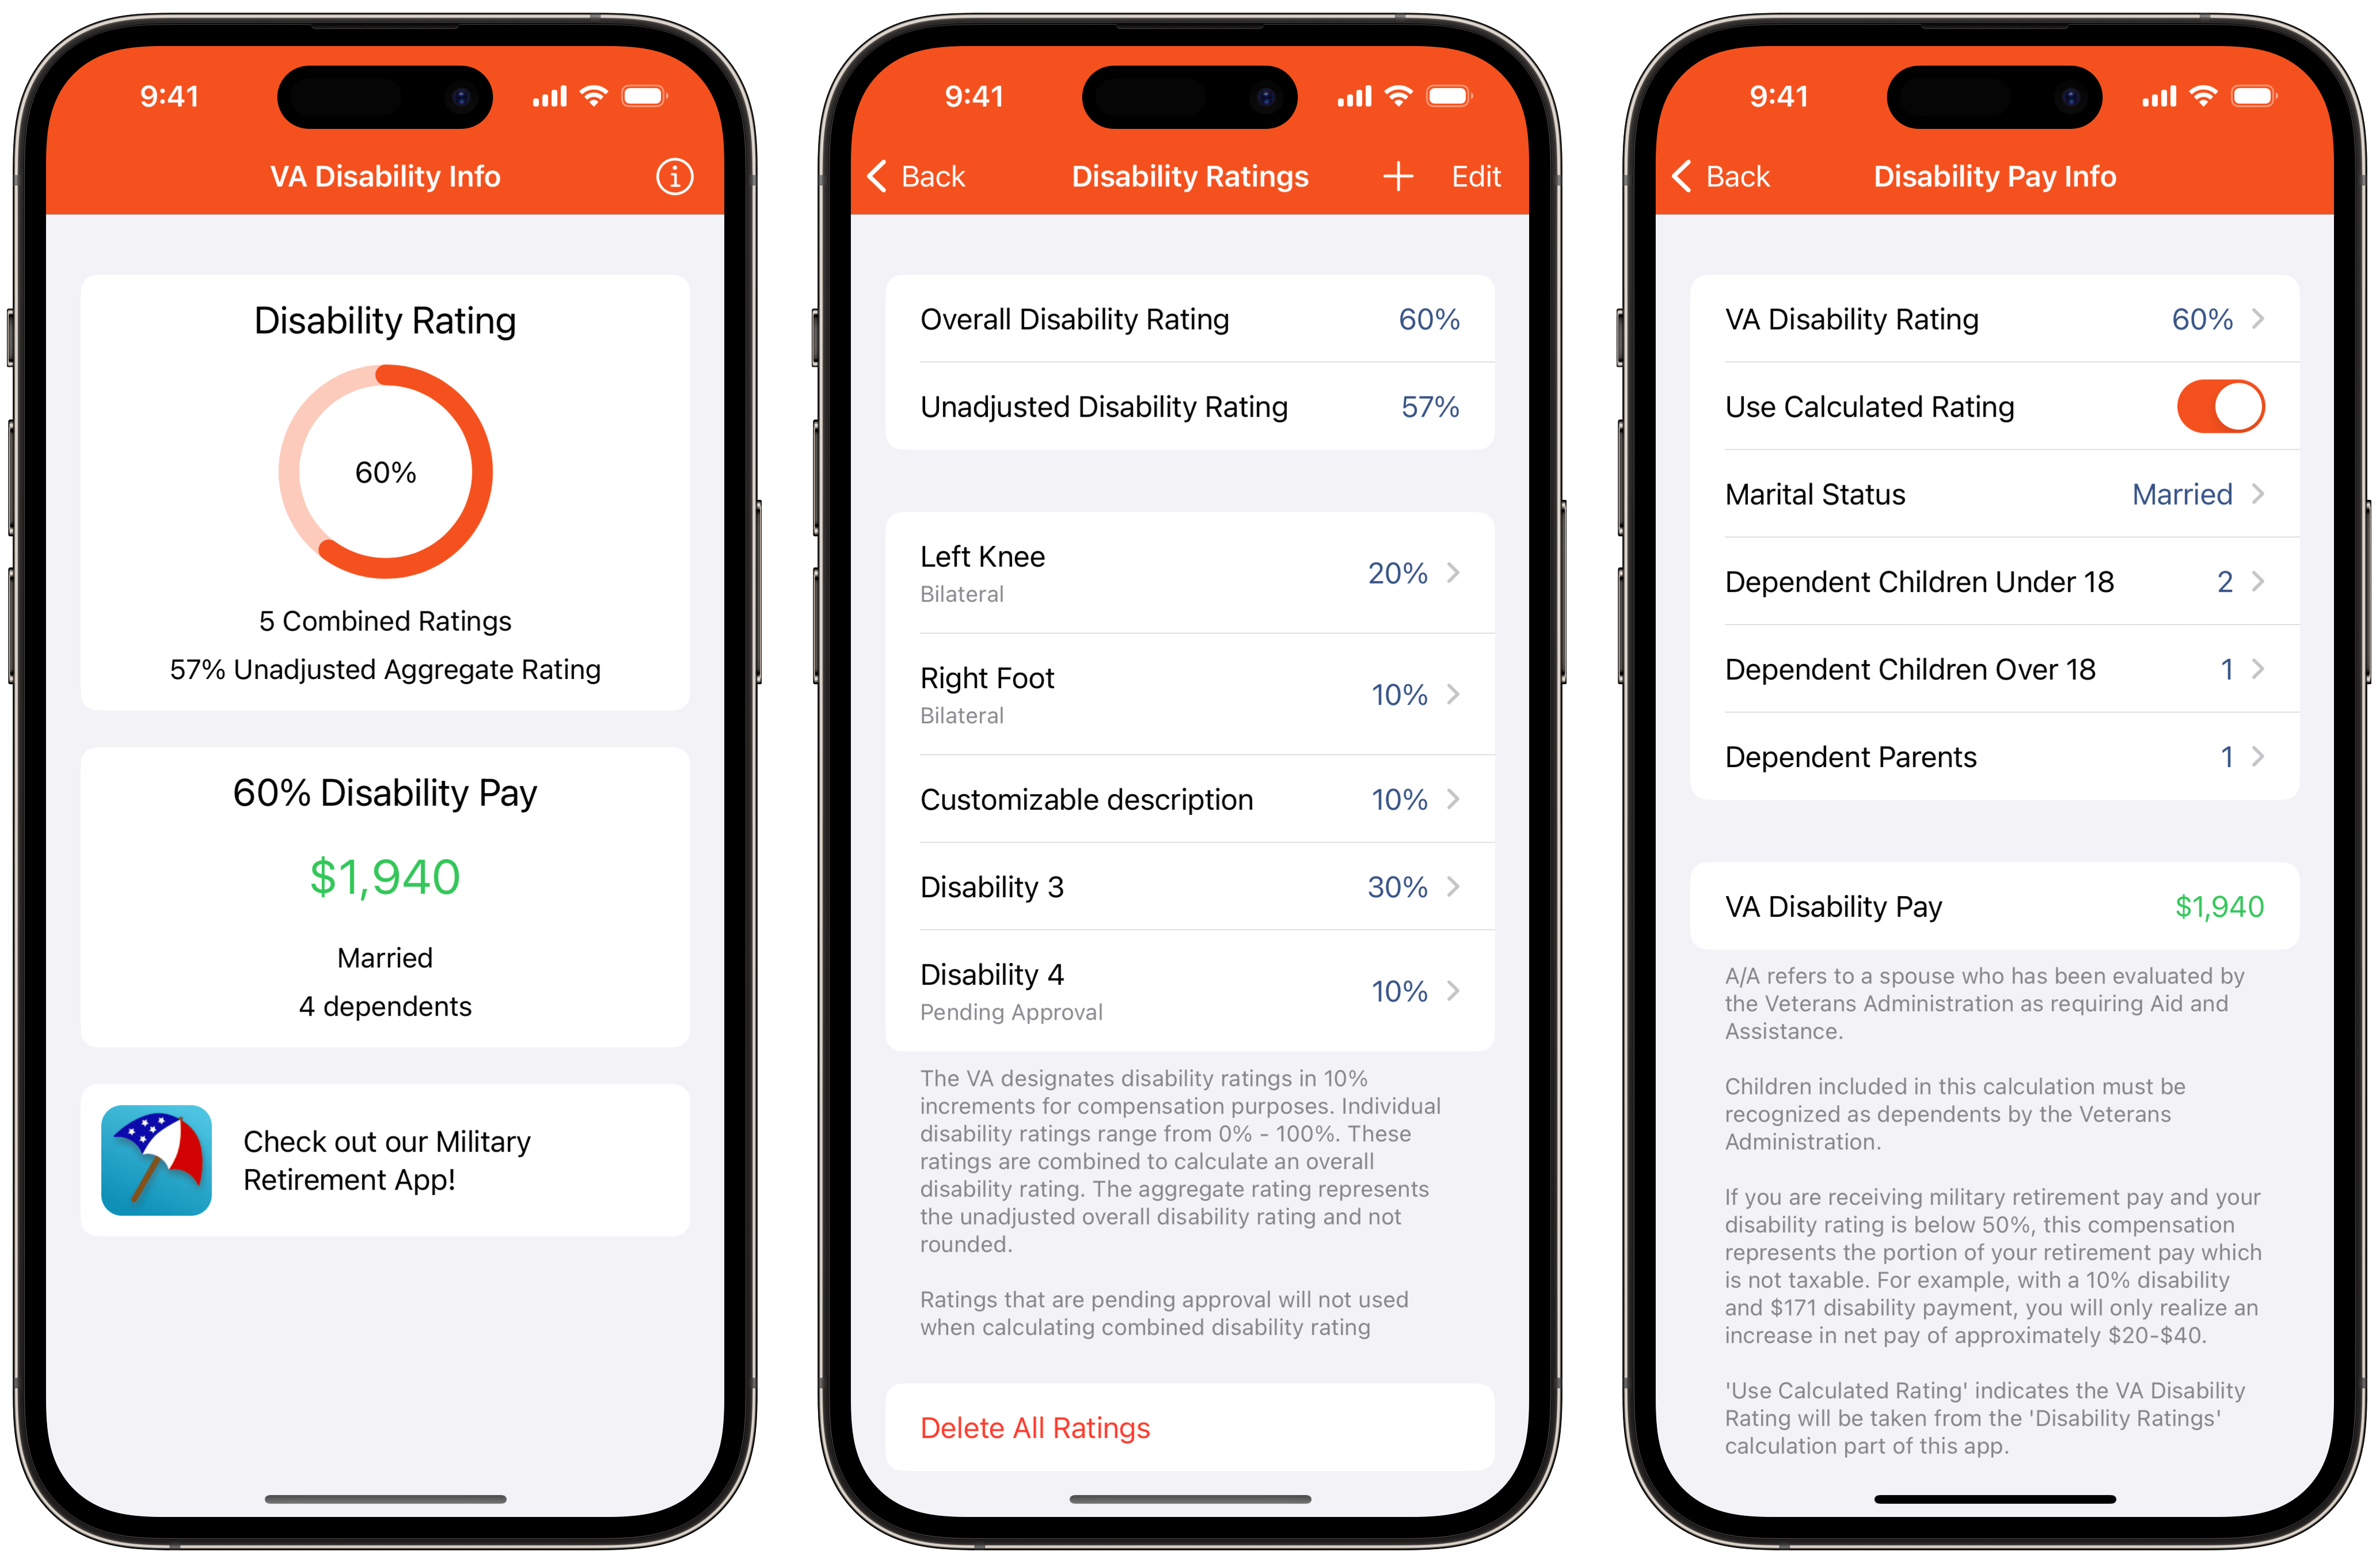 9:41
VA Disability Info
Disability Rating
60%
5 Combined Ratings
57% Unadjusted Aggregate Rating
60% Disability Pay
$1,940
Married
4 dependents
Check out our Military
Retirement App!
9:41
Back
Disability Ratings
Edit
Overall Disability Rating 60%
Unadjusted Disability Rating 57%
Left Knee
Bilateral
20%
Right Foot
Bilateral
10%
Customizable description 10%
Disability 3 30%
Disability 4
Pending Approval
10%
The VA designates disability ratings in 10%
increments for compensation purposes. Individual
disability ratings range from 0% - 100%. These
ratings are combined to calculate an overall
disability rating. The aggregate rating represents
the unadjusted overall disability rating and not
rounded.
Ratings that are pending approval will not used
when calculating combined disability rating
Delete All Ratings
9:41
Back
Disability Pay Info
VA Disability Rating 60%
Use Calculated Rating
Marital Status Married
Dependent Children Under 18 2
Dependent Children Over 18 1
Dependent Parents 1
VA Disability Pay $1,940
A/A refers to a spouse who has been evaluated by
the Veterans Administration as requiring Aid and
Assistance.
Children included in this calculation must be
recognized as dependents by the Veterans
Administration.
If you are receiving military retirement pay and your
disability rating is below 50%, this compensation
represents the portion of your retirement pay which
is not taxable. For example, with a 10% disability
and $171 disability payment, you will only realize an
increase in net pay of approximately $20-$40.
'Use Calculated Rating' indicates the VA Disability
Rating will be taken from the 'Disability Ratings'
calculation part of this app.